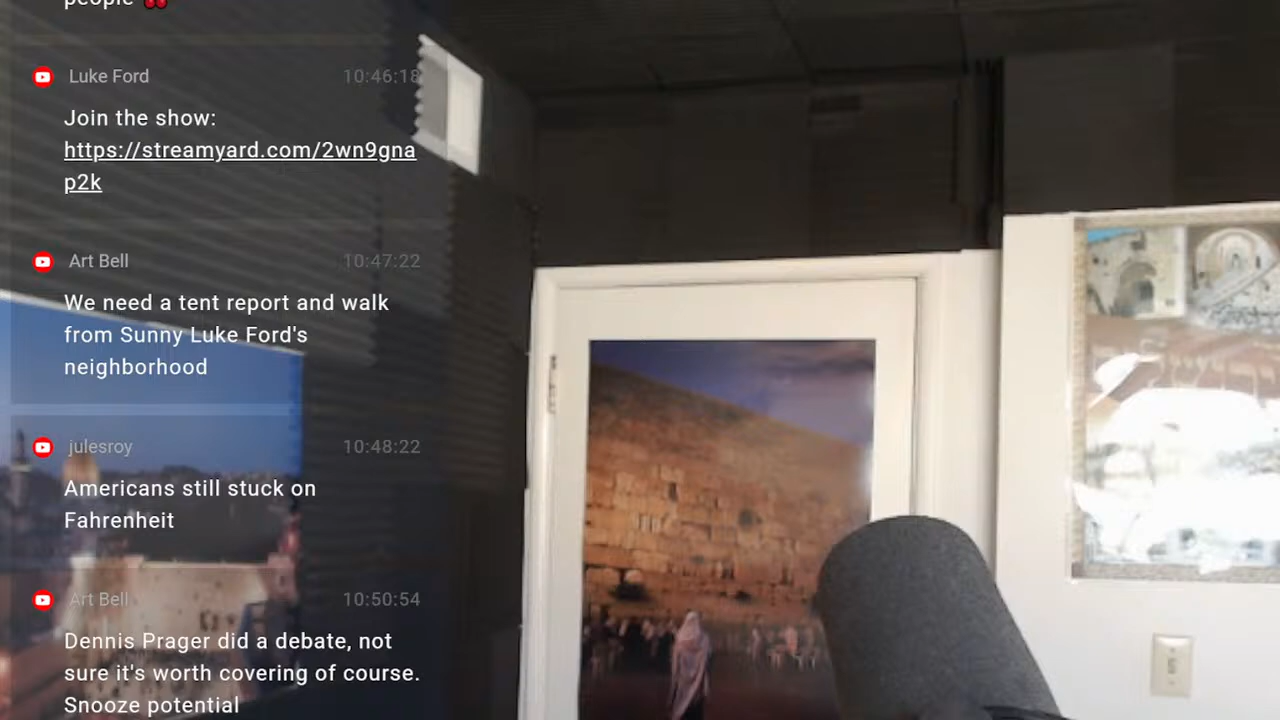 people
Luke Ford 10:46:18
Join the show:
https://streamyard.com/2wn9gna
p2k
Art Bell 10:47:22
We need a tent report and walk
from Sunny Luke Ford's
neighborhood
julesroy 10:48:22
Americans still stuck on
Fahrenheit
Art Bell 10:50:54
Dennis Prager did a debate, not
sure it's worth covering of course.
Snooze potential